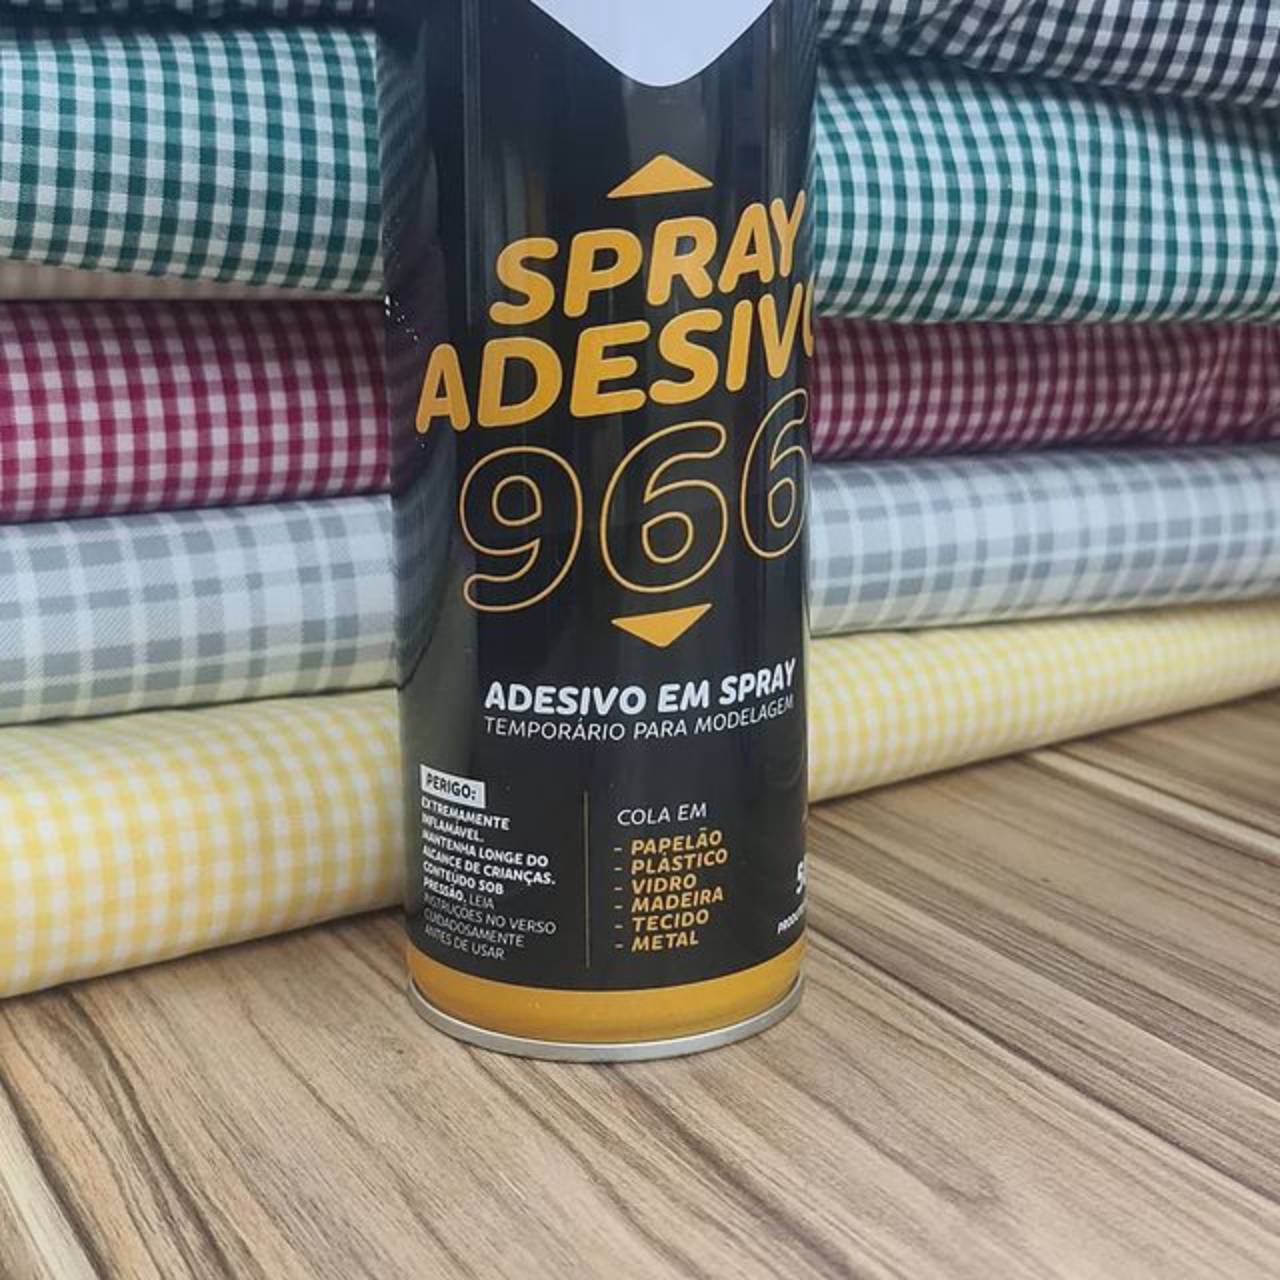 SPRAY
ADESIVO
966
ADESIVO EM SPRAY
TEMPORÁRIO PARA MODELAGEM
PERIGO:
EXTREMAMENTE
INFLAMÁVEL.
MANTENHA LONGE DO
ALCANCE DE CRIANÇAS.
CONTEÚDO SOB
PRESSÃO. LEIA
INSTRUÇÕES NO VERSO
CUIDADOSAMENTE
ANTES DE USAR.
COLA EM
- PAPELÃO
- PLÁSTICO
- VIDRO
- MADEIRA
- TECIDO
- METAL